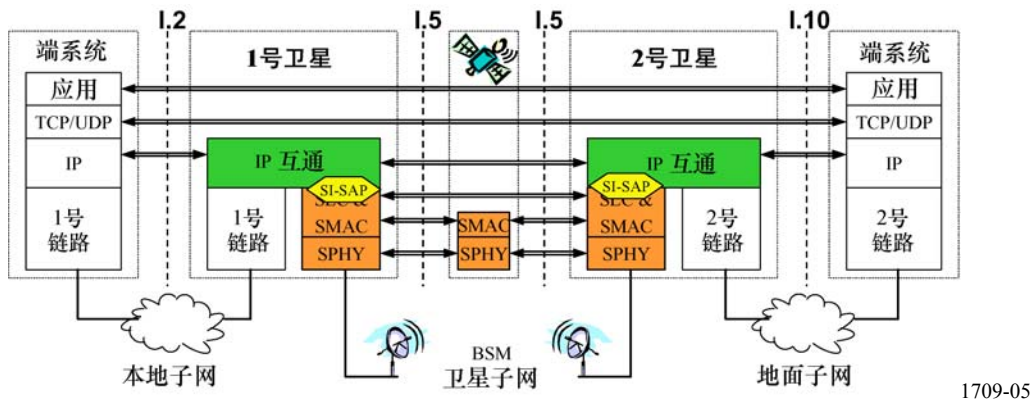 I.2
I.5
I.5
I.10
端系统
1号卫星
2号卫星
端系统
应用
应用
TCP/UDP
TCP/UDP
IP
IP 互通
IP 互通
IP
SI-SAP
SI-SAP
SLC &
SMAC
SPHY
SMAC
SPHY
SLC &
SMAC
SPHY
1号
链路
1号
链路
2号
链路
2号
链路
本地子网
BSM
卫星子网
地面子网
1709-05